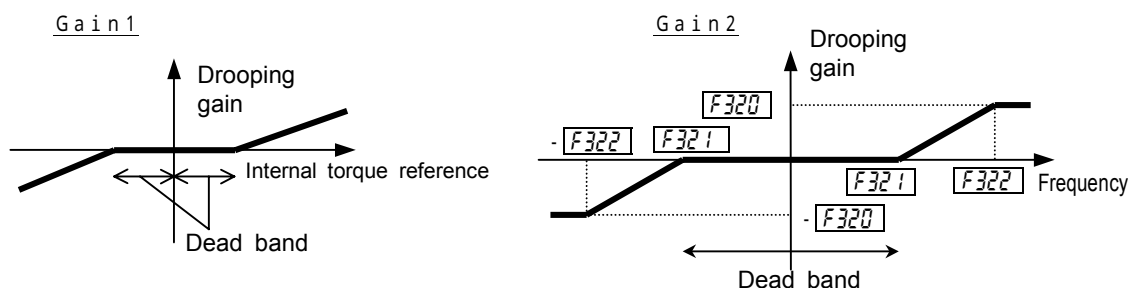 Gain1
Drooping
gain
Internal torque reference
Dead band
Gain2
Drooping
gain
F320
- F322
F321
F321
F322
Frequency
- F320
Dead band